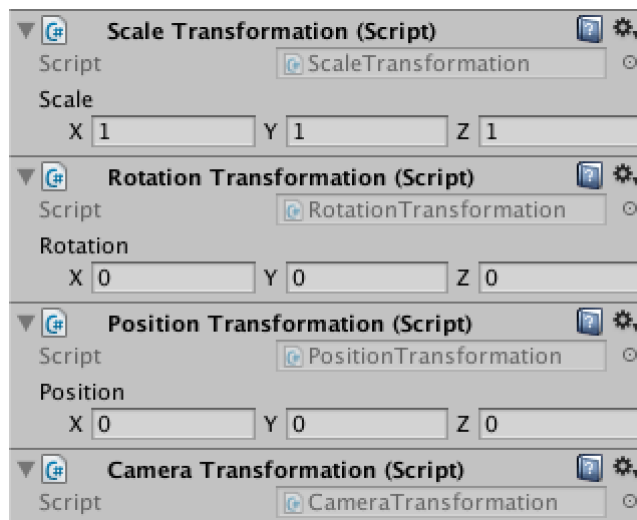 Scale Transformation (Script)
Script ScaleTransformation
Scale
X 1 Y 1 Z 1
Rotation Transformation (Script)
Script RotationTransformation
Rotation
X 0 Y 0 Z 0
Position Transformation (Script)
Script PositionTransformation
Position
X 0 Y 0 Z 0
Camera Transformation (Script)
Script CameraTransformation